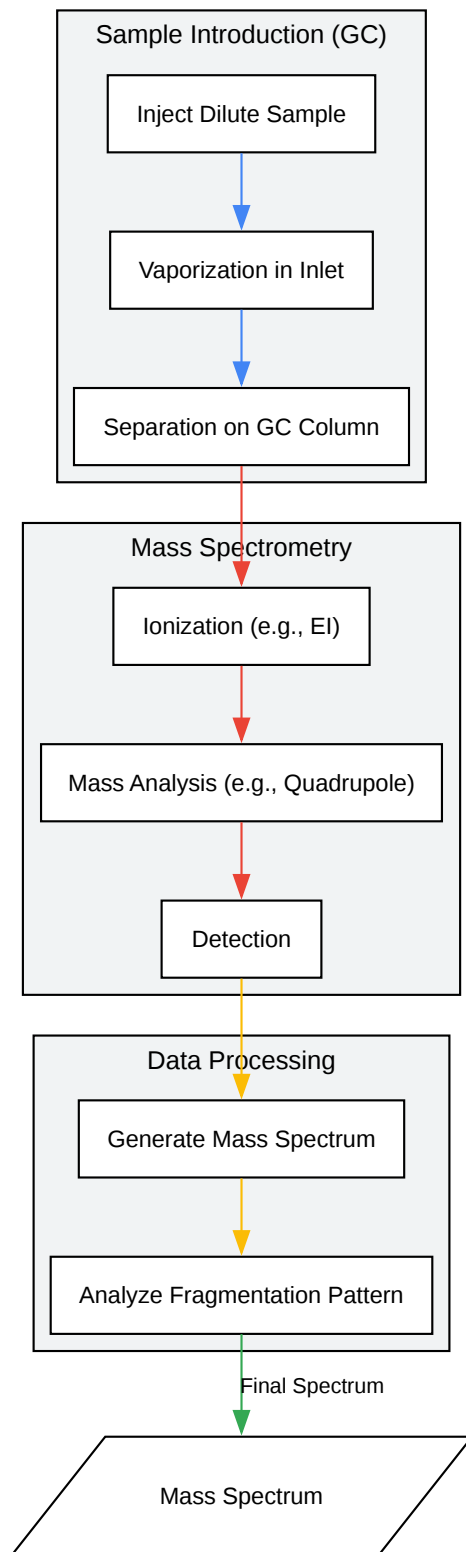 Sample Introduction (GC)
Inject Dilute Sample
Vaporization in Inlet
Separation on GC Column
Mass Spectrometry
Ionization (e.g., EI)
Mass Analysis (e.g., Quadrupole)
Detection
Data Processing
Generate Mass Spectrum
Analyze Fragmentation Pattern
Final Spectrum
Mass Spectrum